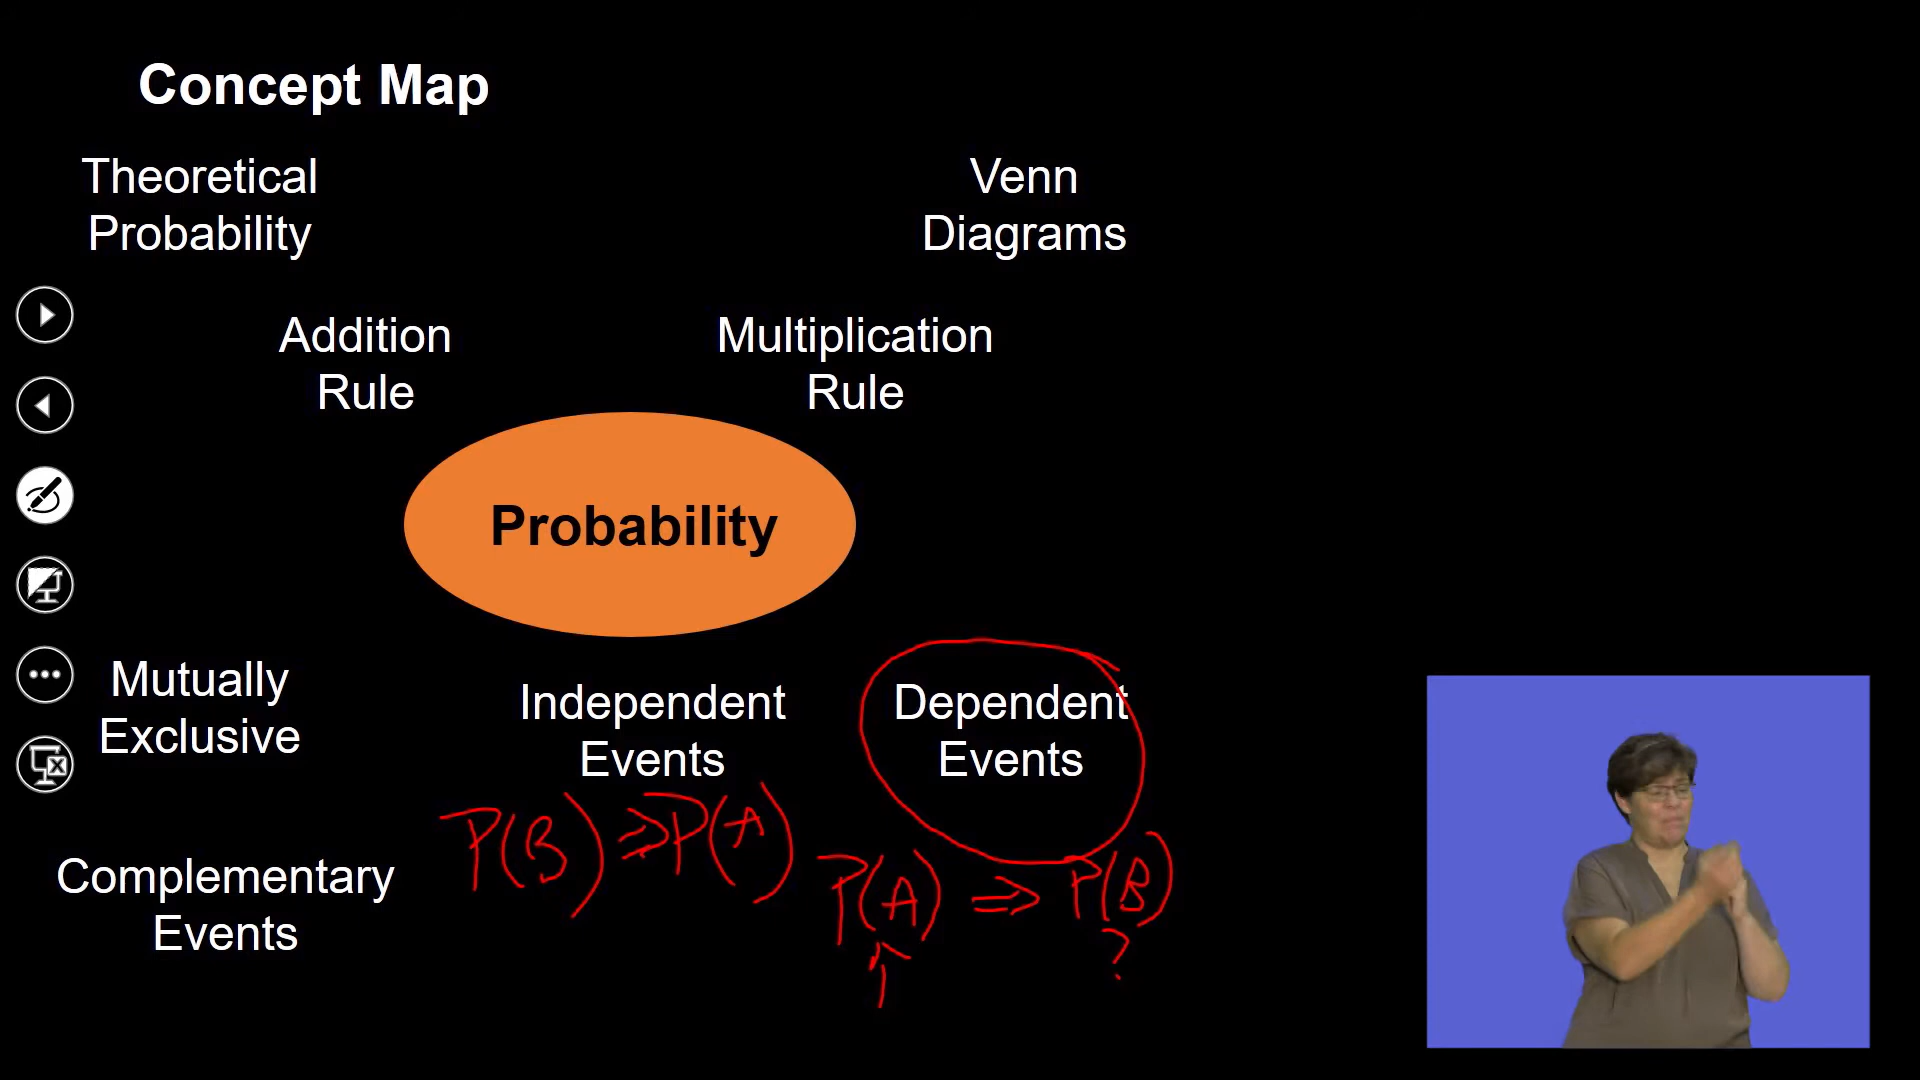 Concept Map
Theoretical
Probability
Venn
Diagrams
Addition
Rule
Multiplication
Rule
Probability
Mutually
Exclusive
Independent
Events
Dependent
Events
P(B) ⇒ P(A)
P(A) ⇒ P(B)
?
Complementary
Events